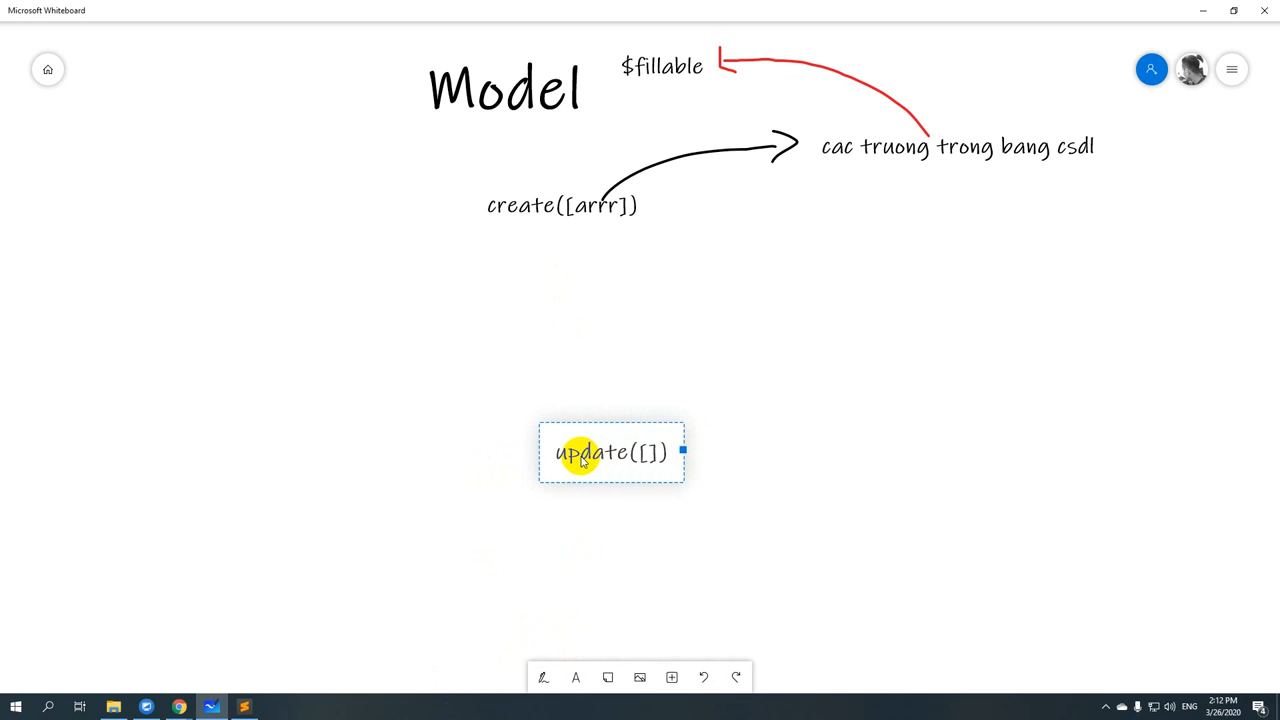 Microsoft Whiteboard
$fillable
Model
cac truong trong bang csdl
create([arrr])
update([])
A
ENG
2:12 PM
3/26/2020
4